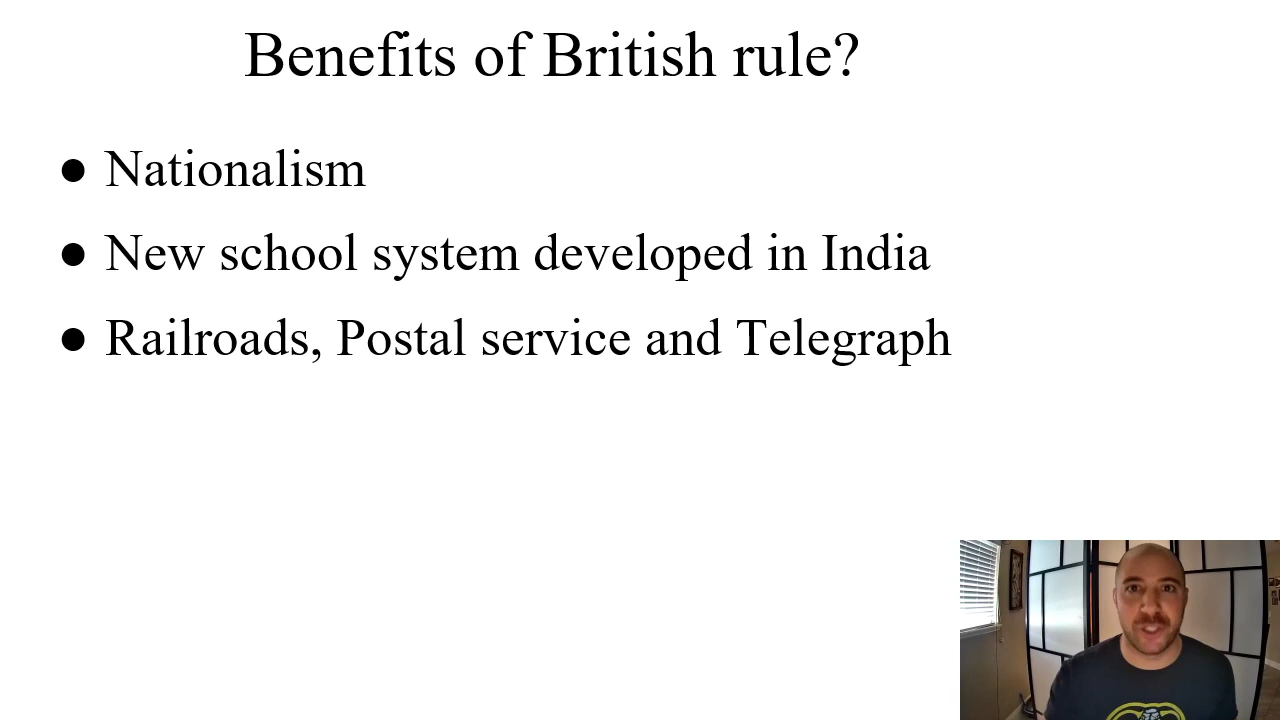 Benefits of British rule?
● Nationalism
● New school system developed in India
● Railroads, Postal service and Telegraph